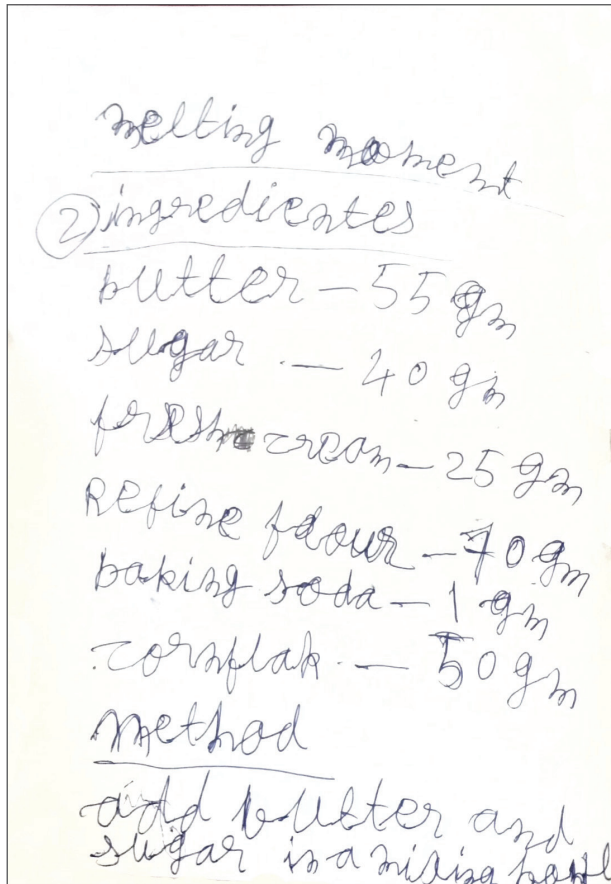 melting moment
② ingredientes
butter – 55 gm
sugar – 40 gm
fresh cream – 25 gm
Refine flour – 70 gm
baking soda – 1 gm
cornflak – 50 gm
method
add butter and
sugar in a mixing bowl